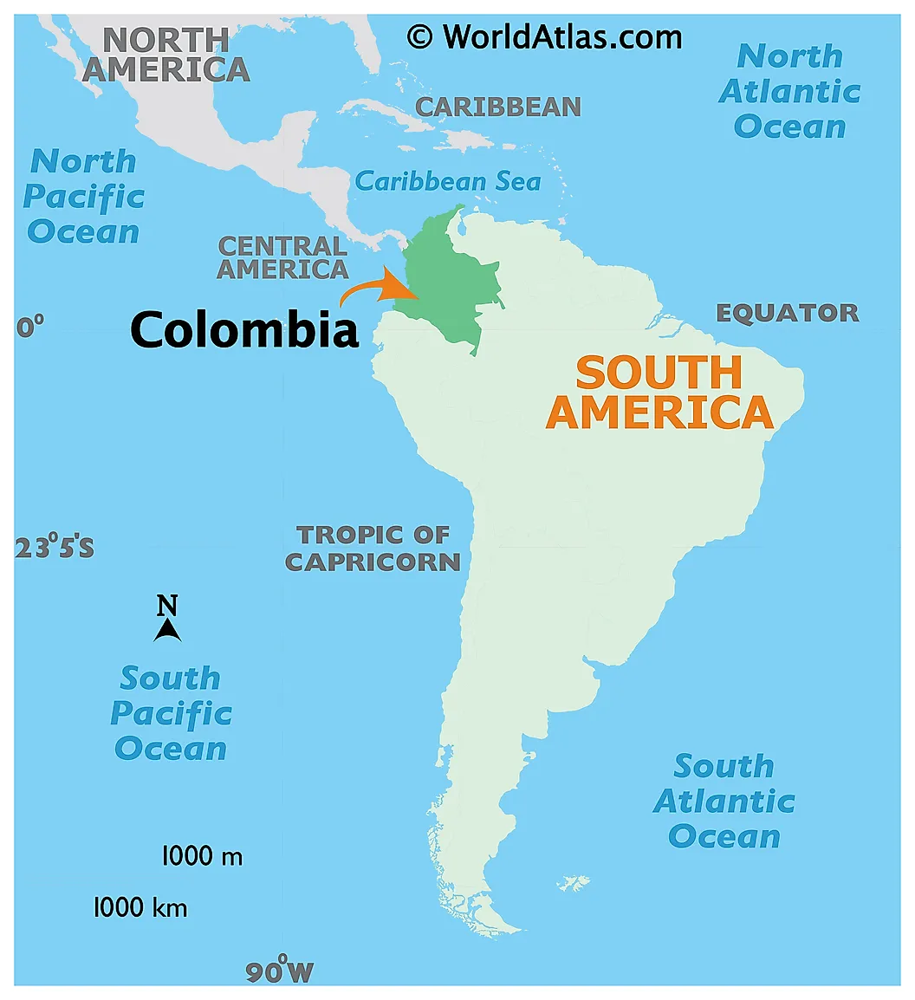 © WorldAtlas.com
NORTH
AMERICA
North
Atlantic
Ocean
CARIBBEAN
North
Pacific
Ocean
Caribbean Sea
CENTRAL
AMERICA
EQUATOR
0°
Colombia
SOUTH
AMERICA
TROPIC OF
CAPRICORN
23°5'S
N
South
Pacific
Ocean
South
Atlantic
Ocean
1000 m
1000 km
90°W